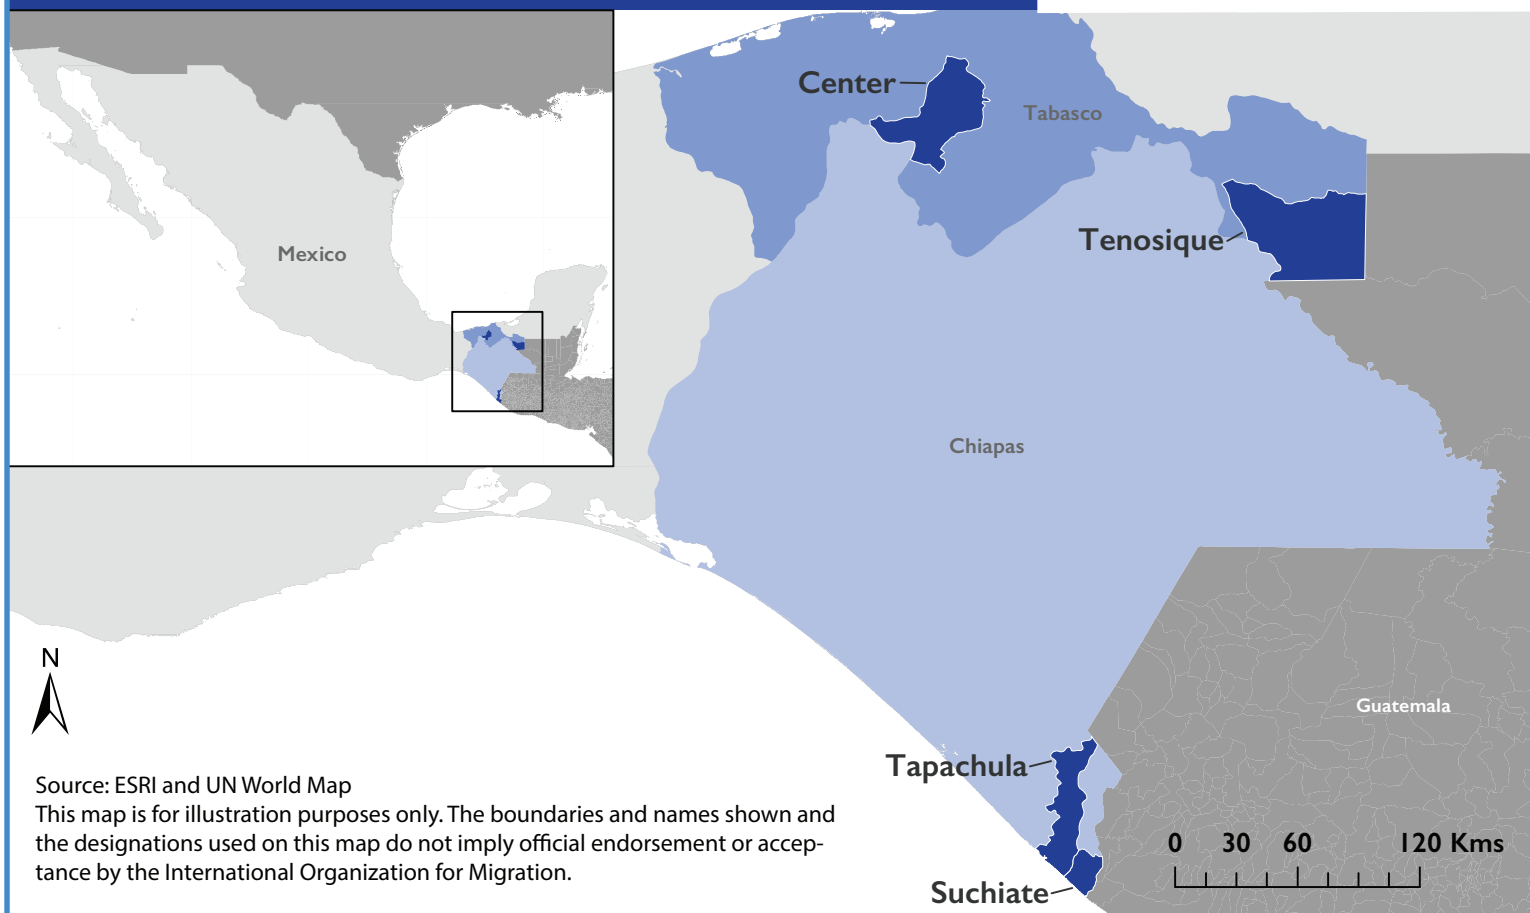 Center
Tabasco
Tenosique
Mexico
Chiapas
N
Guatemala
Tapachula
Source: ESRI and UN World Map
This map is for illustration purposes only. The boundaries and names shown and
the designations used on this map do not imply official endorsement or accep-
tance by the International Organization for Migration.
0 30 60 120 Kms
Suchiate